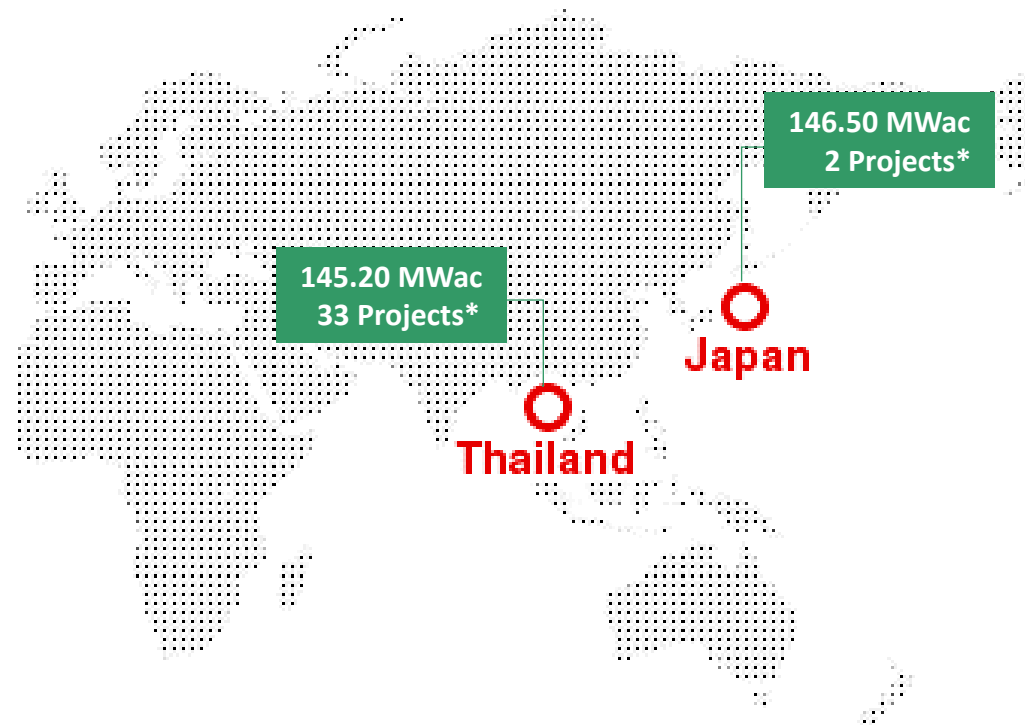 146.50 MWac
2 Projects*
145.20 MWac
33 Projects*
Japan
Thailand